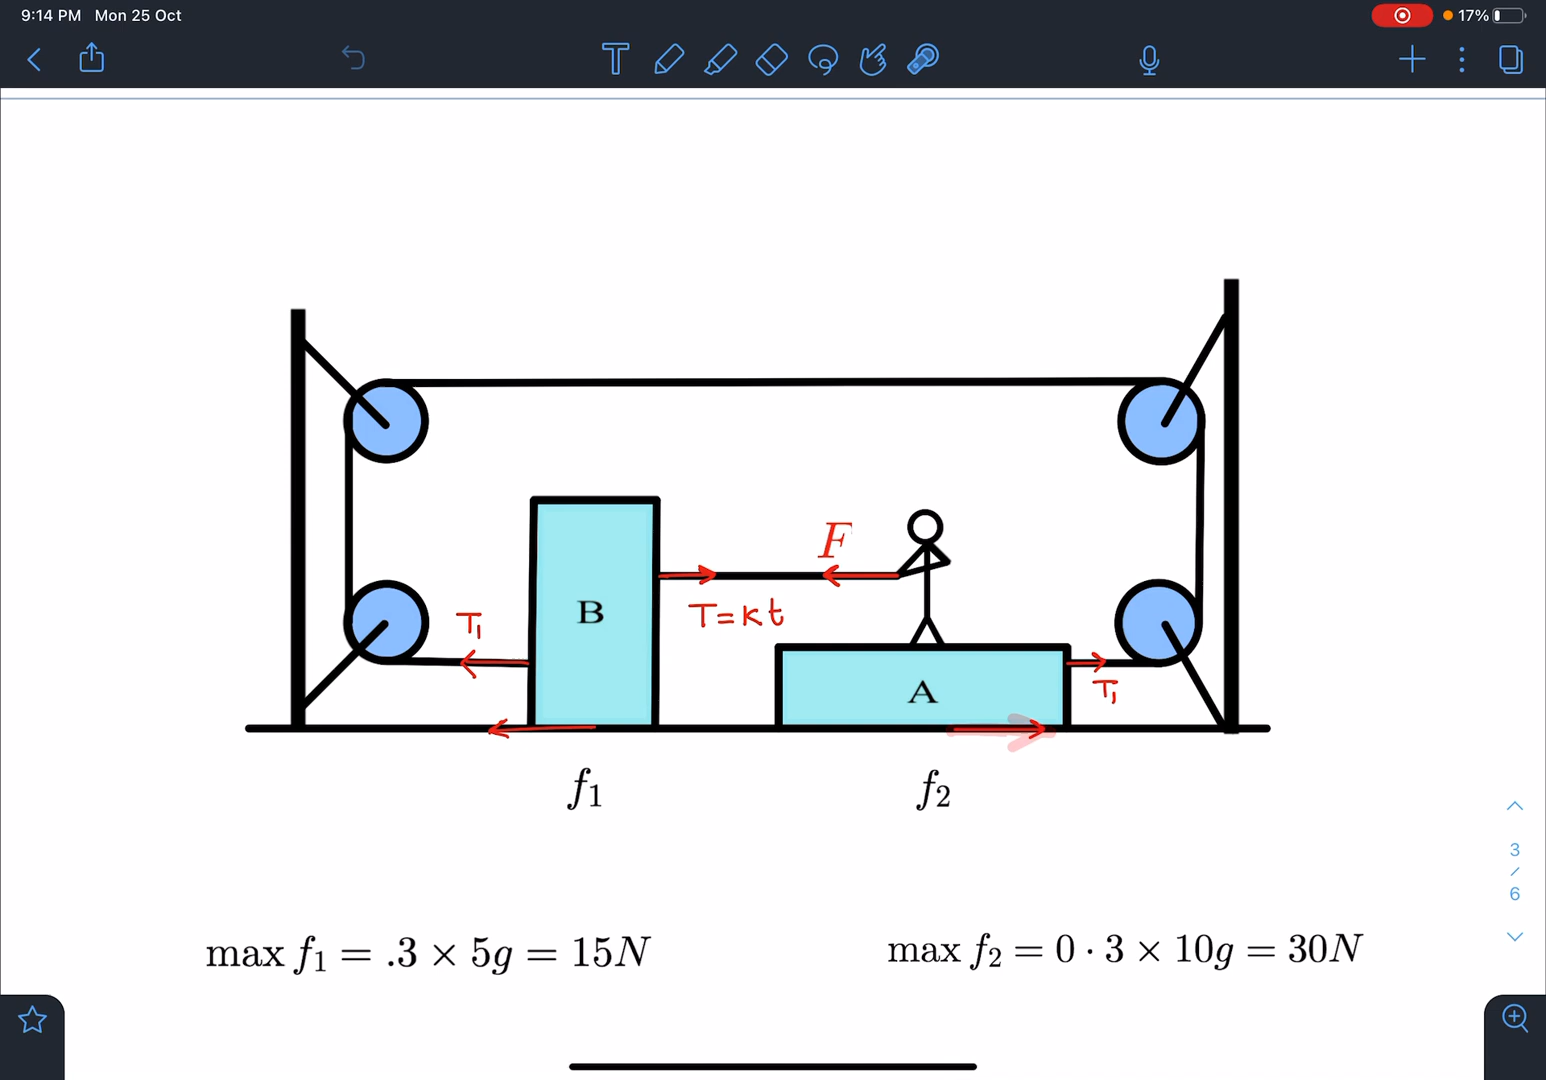 9:14 PM Mon 25 Oct
17%
T
F
T = kt
B
T₁
A
T₁
f₁
f₂
3
/
6
max f₁ = .3 × 5g = 15N
max f₂ = 0 · 3 × 10g = 30N